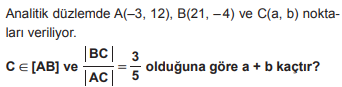 Analitik düzlemde A(–3, 12), B(21, –4) ve C(a, b) nokta-
ları veriliyor.
C ∈ [AB] ve |BC| / |AC| = 3/5 olduğuna göre a + b kaçtır?